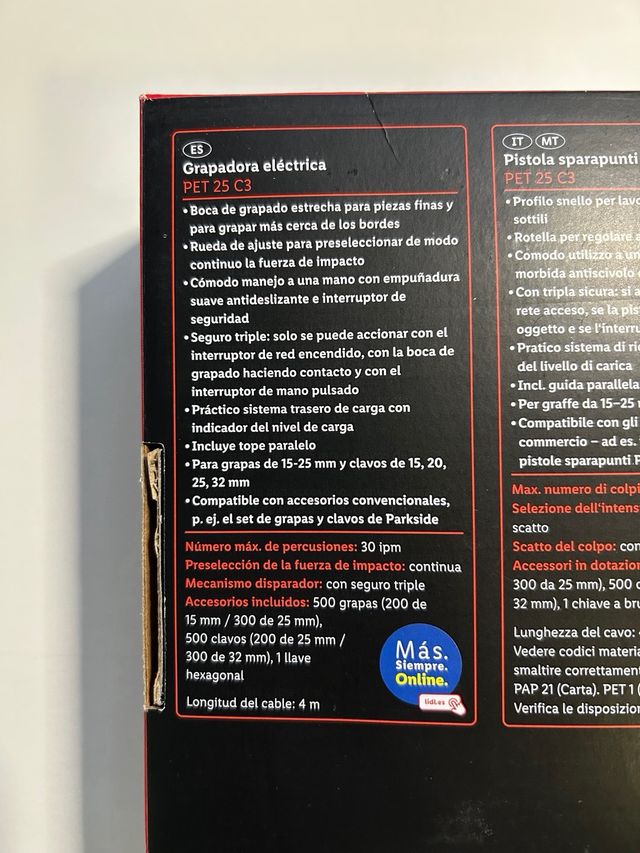 ES
Grapadora eléctrica
PET 25 C3
• Boca de grapado estrecha para piezas finas y
para grapar más cerca de los bordes
• Rueda de ajuste para preseleccionar de modo
continuo la fuerza de impacto
• Cómodo manejo a una mano con empuñadura
suave antideslizante e interruptor de
seguridad
• Seguro triple: solo se puede accionar con el
interruptor de red encendido, con la boca de
grapado haciendo contacto y con el
interruptor de mano pulsado
• Práctico sistema trasero de carga con
indicador del nivel de carga
• Incluye tope paralelo
• Para grapas de 15-25 mm y clavos de 15, 20,
25, 32 mm
• Compatible con accesorios convencionales,
p. ej. el set de grapas y clavos de Parkside
Número máx. de percusiones: 30 ipm
Preselección de la fuerza de impacto: continua
Mecanismo disparador: con seguro triple
Accesorios incluidos: 500 grapas (200 de
15 mm / 300 de 25 mm),
500 clavos (200 de 25 mm /
300 de 32 mm), 1 llave
hexagonal
Longitud del cable: 4 m
Más.
Siempre.
Online.
lidl.es
IT MT
Pistola sparapunti
PET 25 C3
• Profilo snello per lavo
sottili
• Rotella per regolare
• Comodo utilizzo a un
morbida antiscivolo
• Con tripla sicura: si a
rete acceso, se la pis
oggetto e se l'interru
• Pratico sistema di ri
del livello di carica
• Incl. guida parallela
• Per graffe da 15–25
• Compatibile con gli
commercio – ad es.
pistole sparapunti P
Max. numero di colpi
Selezione dell'intens
scatto
Scatto del colpo: con
Accessori in dotazion
300 da 25 mm), 500 c
32 mm), 1 chiave a bru
Lunghezza del cavo:
Vedere codici materia
smaltire correttament
PAP 21 (Carta). PET 1 (
Verifica le disposizion